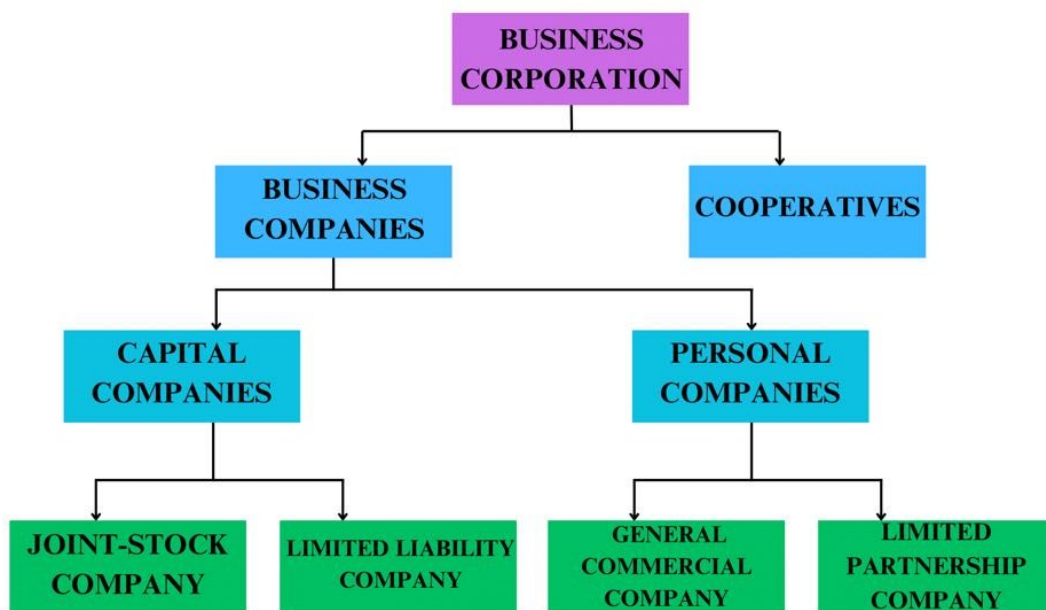 BUSINESS
CORPORATION
BUSINESS
COMPANIES
COOPERATIVES
CAPITAL
COMPANIES
PERSONAL
COMPANIES
JOINT-STOCK
COMPANY
LIMITED LIABILITY
COMPANY
GENERAL
COMMERCIAL
COMPANY
LIMITED
PARTNERSHIP
COMPANY